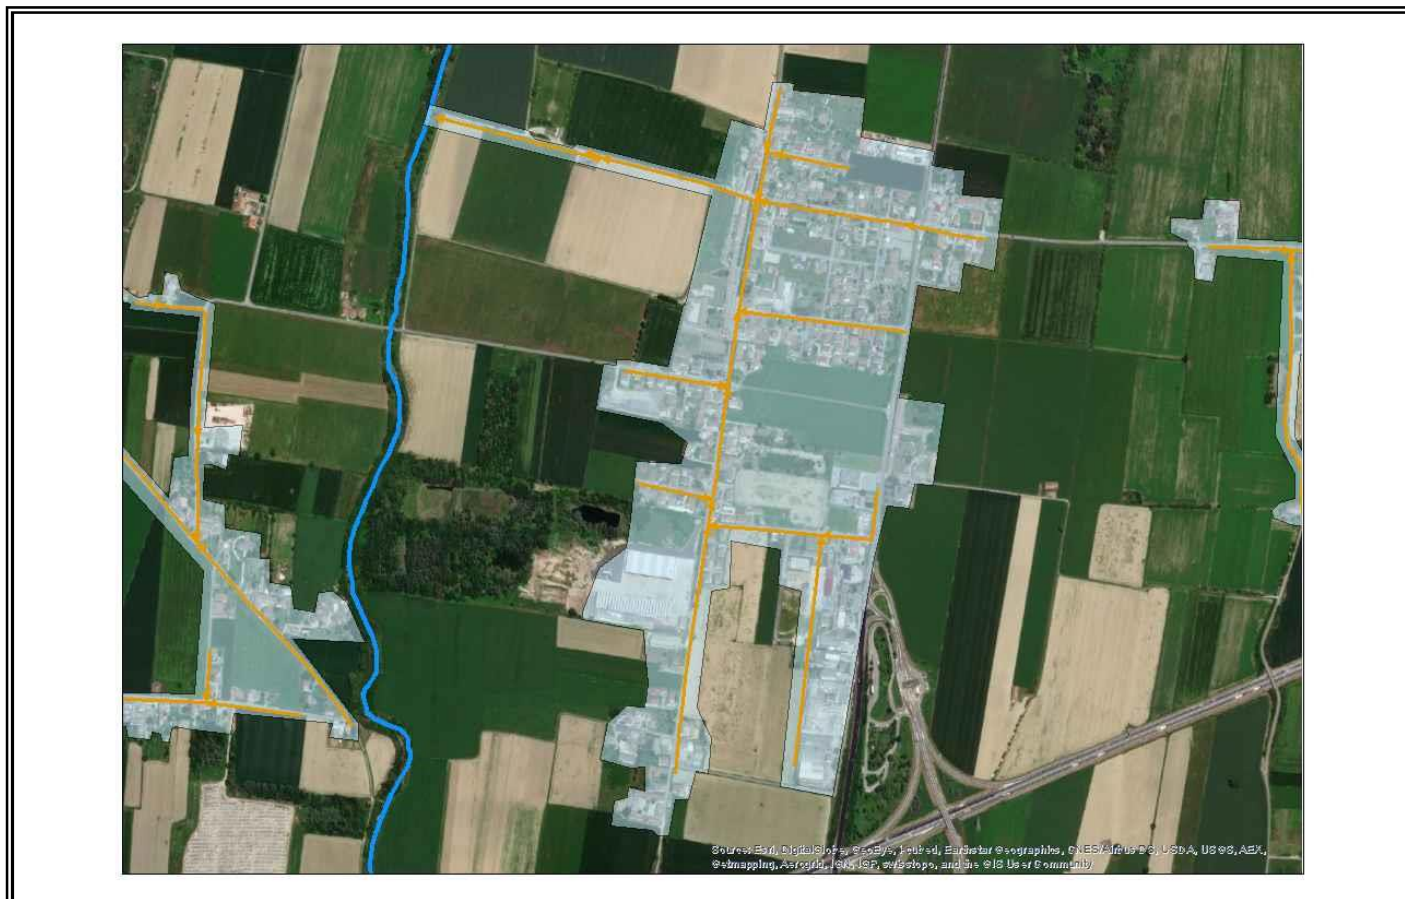 Source: Esri, DigitalGlobe, GeoEye, i-cubed, Earthstar Geographics, CNES/Airbus DS, USDA, USGS, AEX,
Getmapping, Aerogrid, IGN, IGP, swisstopo, and the GIS User Community